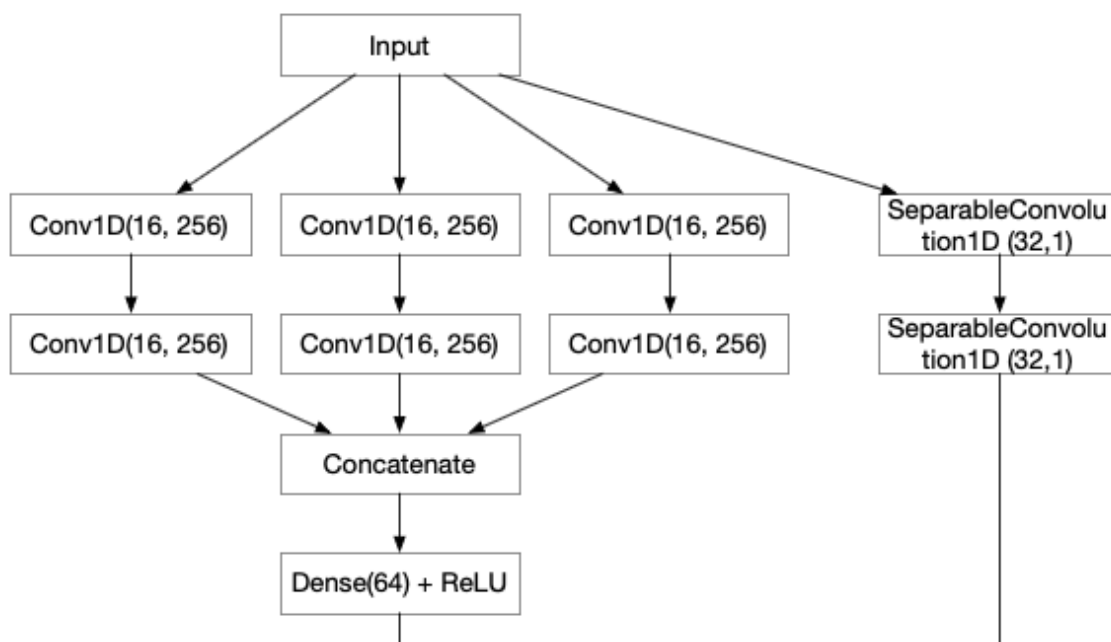 Input
Conv1D(16, 256)
Conv1D(16, 256)
Conv1D(16, 256)
SeparableConvolu
tion1D (32,1)
Conv1D(16, 256)
Conv1D(16, 256)
Conv1D(16, 256)
SeparableConvolu
tion1D (32,1)
Concatenate
Dense(64) + ReLU